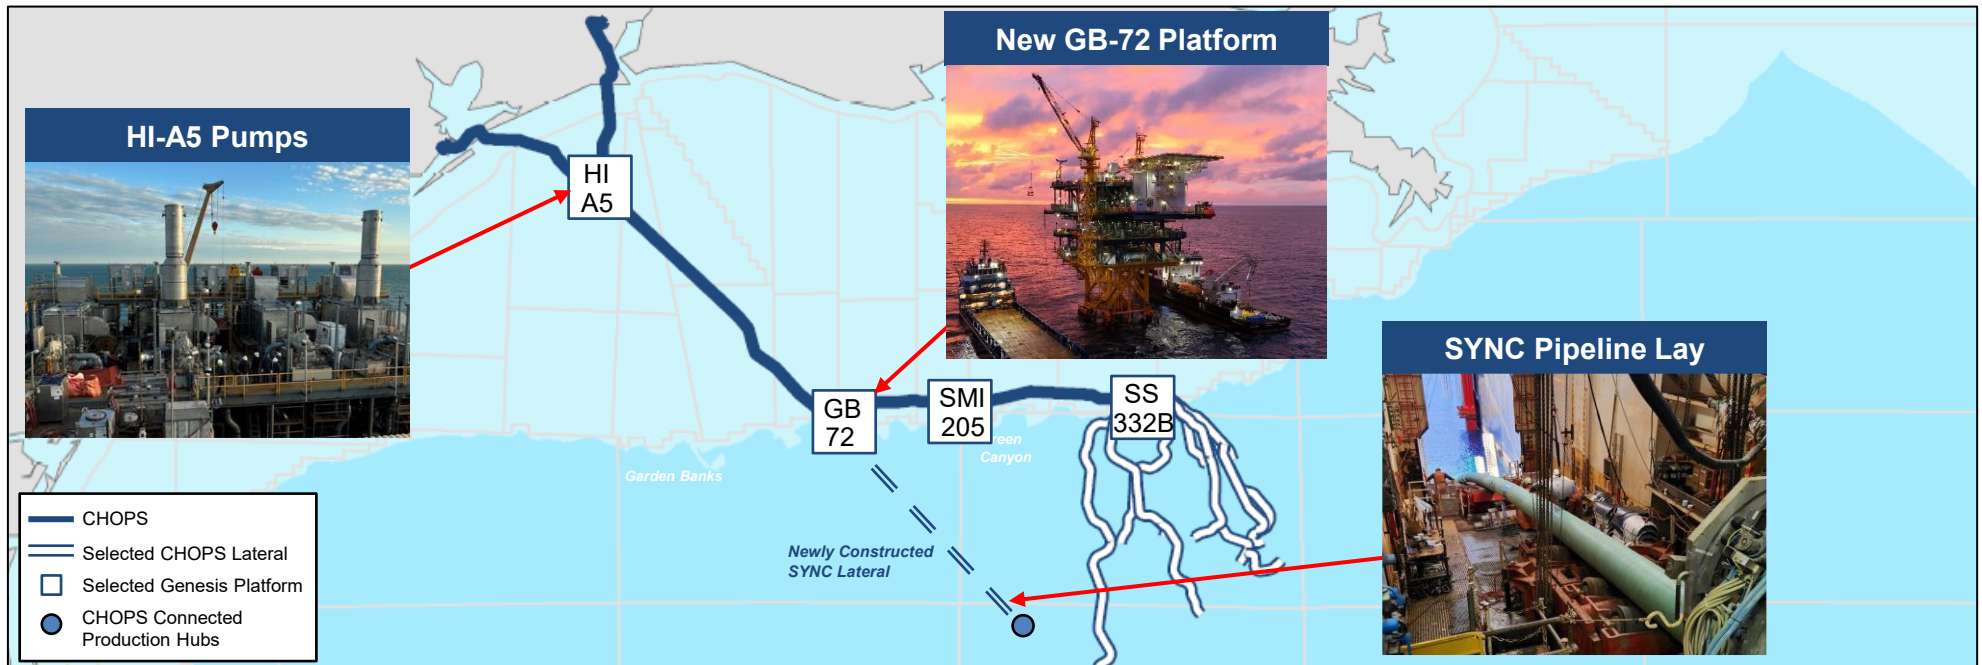 New GB-72 Platform
HI-A5 Pumps
HI
A5
SYNC Pipeline Lay
GB
72
SMI
205
SS
332B
reen
Canyon
Garden Banks
Newly Constructed
SYNC Lateral
CHOPS
Selected CHOPS Lateral
Selected Genesis Platform
CHOPS Connected
Production Hubs